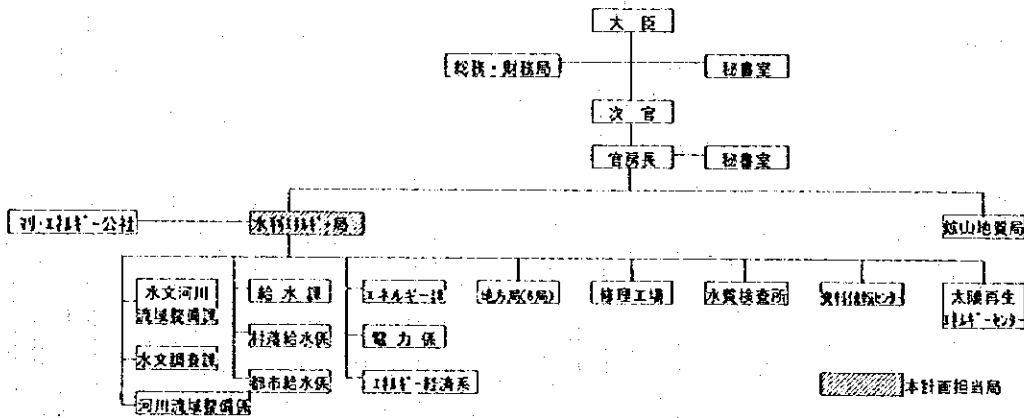 大 臣
総務・財務局
秘書室
次 官
官房長
秘書室
マリ・エネルギー公社
水利エネルギー局
鉱山地質局
水文河川
流域整備課
給 水 課
エネルギー課
地方局(6局)
修理工場
水質検査所
太陽再生
エネルギーセンター
村落給水係
電 力 係
水文調査課
都市給水係
エネルギー経済系
河川流域整備係
本計画担当局